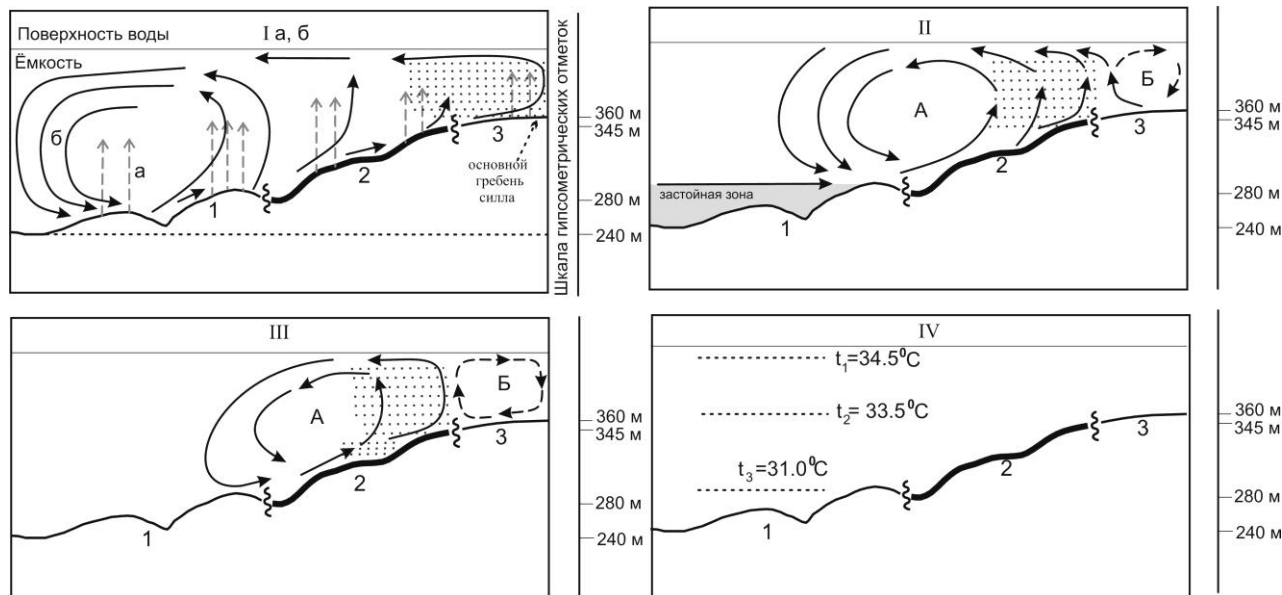 Поверхность воды
I а, б
Ёмкость
б
а
1
2
3
основной
гребень
силла
Шкала гипсометрических отметок
360 м
345 м
280 м
240 м
II
А
Б
застойная зона
1
2
3
360 м
345 м
280 м
240 м
III
А
Б
1
2
3
360 м
345 м
280 м
240 м
IV
t₁=34.5⁰C
t₂= 33.5⁰C
t₃=31.0⁰C
1
2
3
360 м
345 м
280 м
240 м